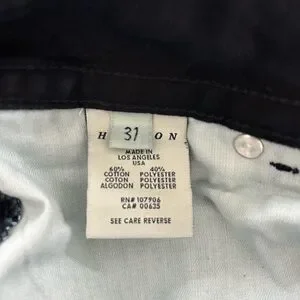 31
H ON
MADE IN
LOS ANGELES
USA
60% 40%
COTTON POLYESTER
COTON POLYESTER
ALGODON POLYESTER
RN# 107906
CA# 00635
SEE CARE REVERSE